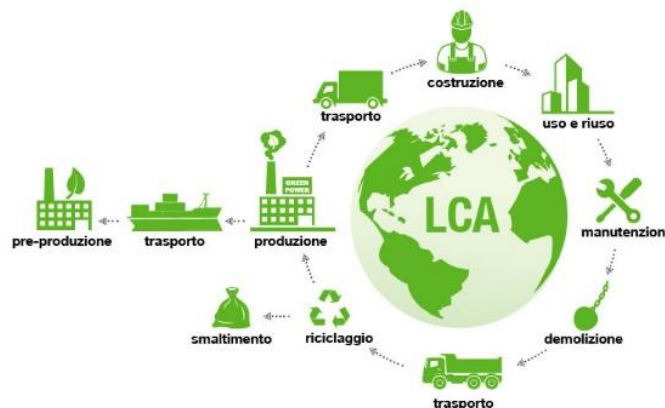 costruzione
trasporto
uso e riuso
GREEN
POWER
LCA
pre-produzione
trasporto
produzione
manutenzion
demolizione
smaltimento
riciclaggio
trasporto